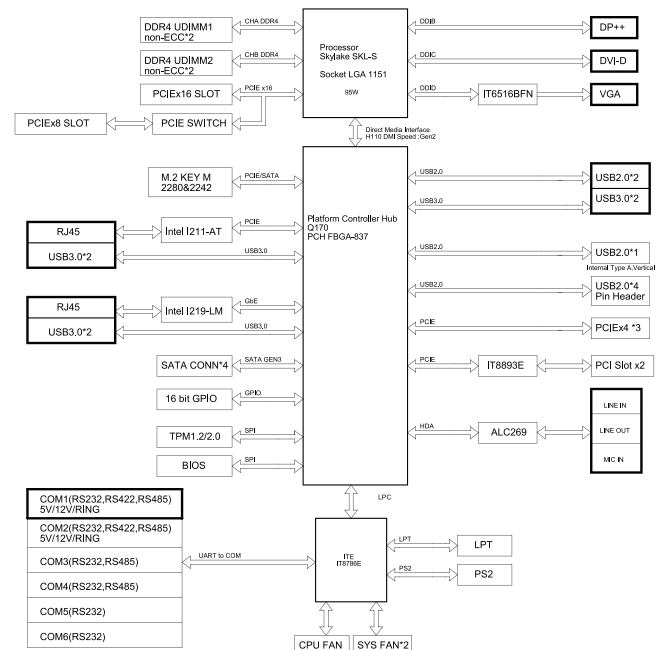 DDR4 UDIMM1
non-ECC*2
CHA DDR4
DDR4 UDIMM2
non-ECC*2
CHB DDR4
PCIEx16 SLOT
PCIE x16
PCIEx8 SLOT
PCIE SWITCH
Processor
Skylake SKL-S
Socket LGA 1151
95W
DDIB
DP++
DDIC
DVI-D
DDID
IT6516BFN
VGA
Direct Media Interface
H110 DMI Speed :Gen2
M.2 KEY M
2280&2242
PCIE/SATA
RJ45
USB3.0*2
Intel I211-AT
PCIE
USB3.0
RJ45
USB3.0*2
Intel I219-LM
GbE
USB3.0
SATA CONN*4
SATA GEN3
16 bit GPIO
GPIO
TPM1.2/2.0
SPI
BIOS
SPI
Platform Controller Hub
Q170
PCH FBGA-837
USB2.0
USB2.0*2
USB3.0
USB3.0*2
USB2.0
USB2.0*1
Internal Type A,Vertical
USB2.0
USB2.0*4
Pin Header
PCIE
PCIEx4 *3
PCIE
IT8893E
PCI Slot x2
HDA
ALC269
LINE IN
LINE OUT
MIC IN
LPC
COM1(RS232,RS422,RS485)
5V/12V/RING
COM2(RS232,RS422,RS485)
5V/12V/RING
COM3(RS232,RS485)
COM4(RS232,RS485)
COM5(RS232)
COM6(RS232)
UART to COM
ITE
IT8786E
LPT
LPT
PS2
PS2
CPU FAN
SYS FAN*2